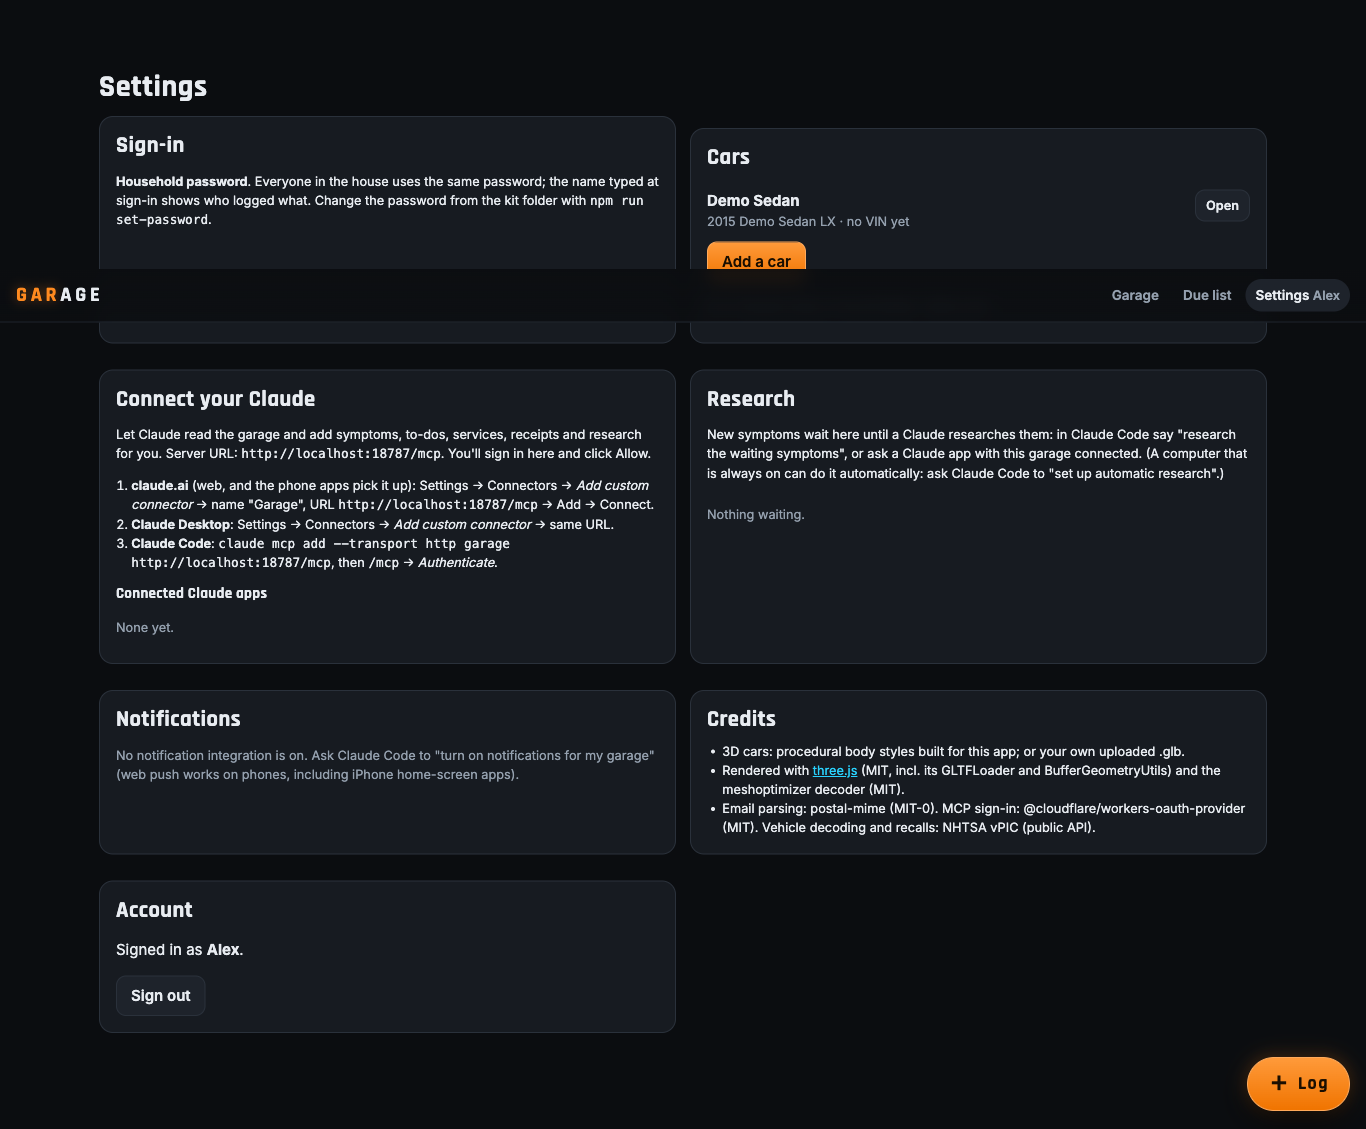 Settings
Sign-in
Household password. Everyone in the house uses the same password; the name typed at
sign-in shows who logged what. Change the password from the kit folder with npm run
set-password.
Cars
Demo Sedan
2015 Demo Sedan LX · no VIN yet
Open
Add a car
GARAGE
Garage
Due list
Settings Alex
Connect your Claude
Let Claude read the garage and add symptoms, to-dos, services, receipts and research
for you. Server URL: http://localhost:18787/mcp. You'll sign in here and click Allow.
1. claude.ai (web, and the phone apps pick it up): Settings → Connectors → Add custom
connector → name "Garage", URL http://localhost:18787/mcp → Add → Connect.
2. Claude Desktop: Settings → Connectors → Add custom connector → same URL.
3. Claude Code: claude mcp add --transport http garage
http://localhost:18787/mcp, then /mcp → Authenticate.
Connected Claude apps
None yet.
Research
New symptoms wait here until a Claude researches them: in Claude Code say "research
the waiting symptoms", or ask a Claude app with this garage connected. (A computer that
is always on can do it automatically: ask Claude Code to "set up automatic research".)
Nothing waiting.
Notifications
No notification integration is on. Ask Claude Code to "turn on notifications for my garage"
(web push works on phones, including iPhone home-screen apps).
Credits
• 3D cars: procedural body styles built for this app; or your own uploaded .glb.
• Rendered with three.js (MIT, incl. its GLTFLoader and BufferGeometryUtils) and the
meshoptimizer decoder (MIT).
• Email parsing: postal-mime (MIT-0). MCP sign-in: @cloudflare/workers-oauth-provider
(MIT). Vehicle decoding and recalls: NHTSA vPIC (public API).
Account
Signed in as Alex.
Sign out
+ Log